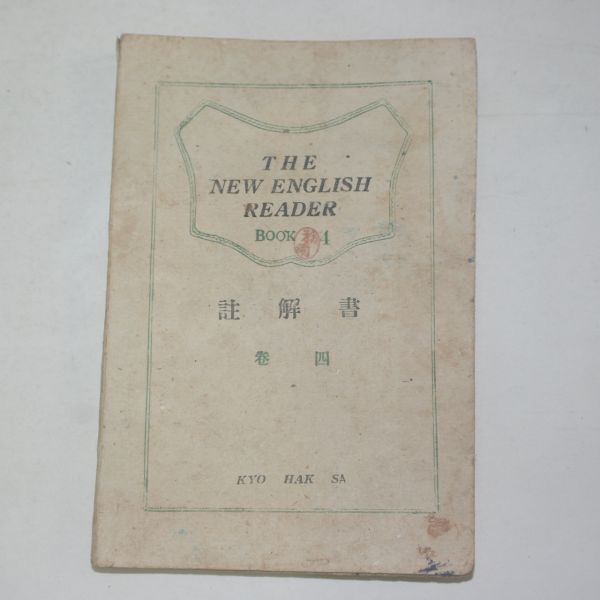 THE
NEW ENGLISH
READER
BOOK 4
註解書
卷四
KYO HAK SA